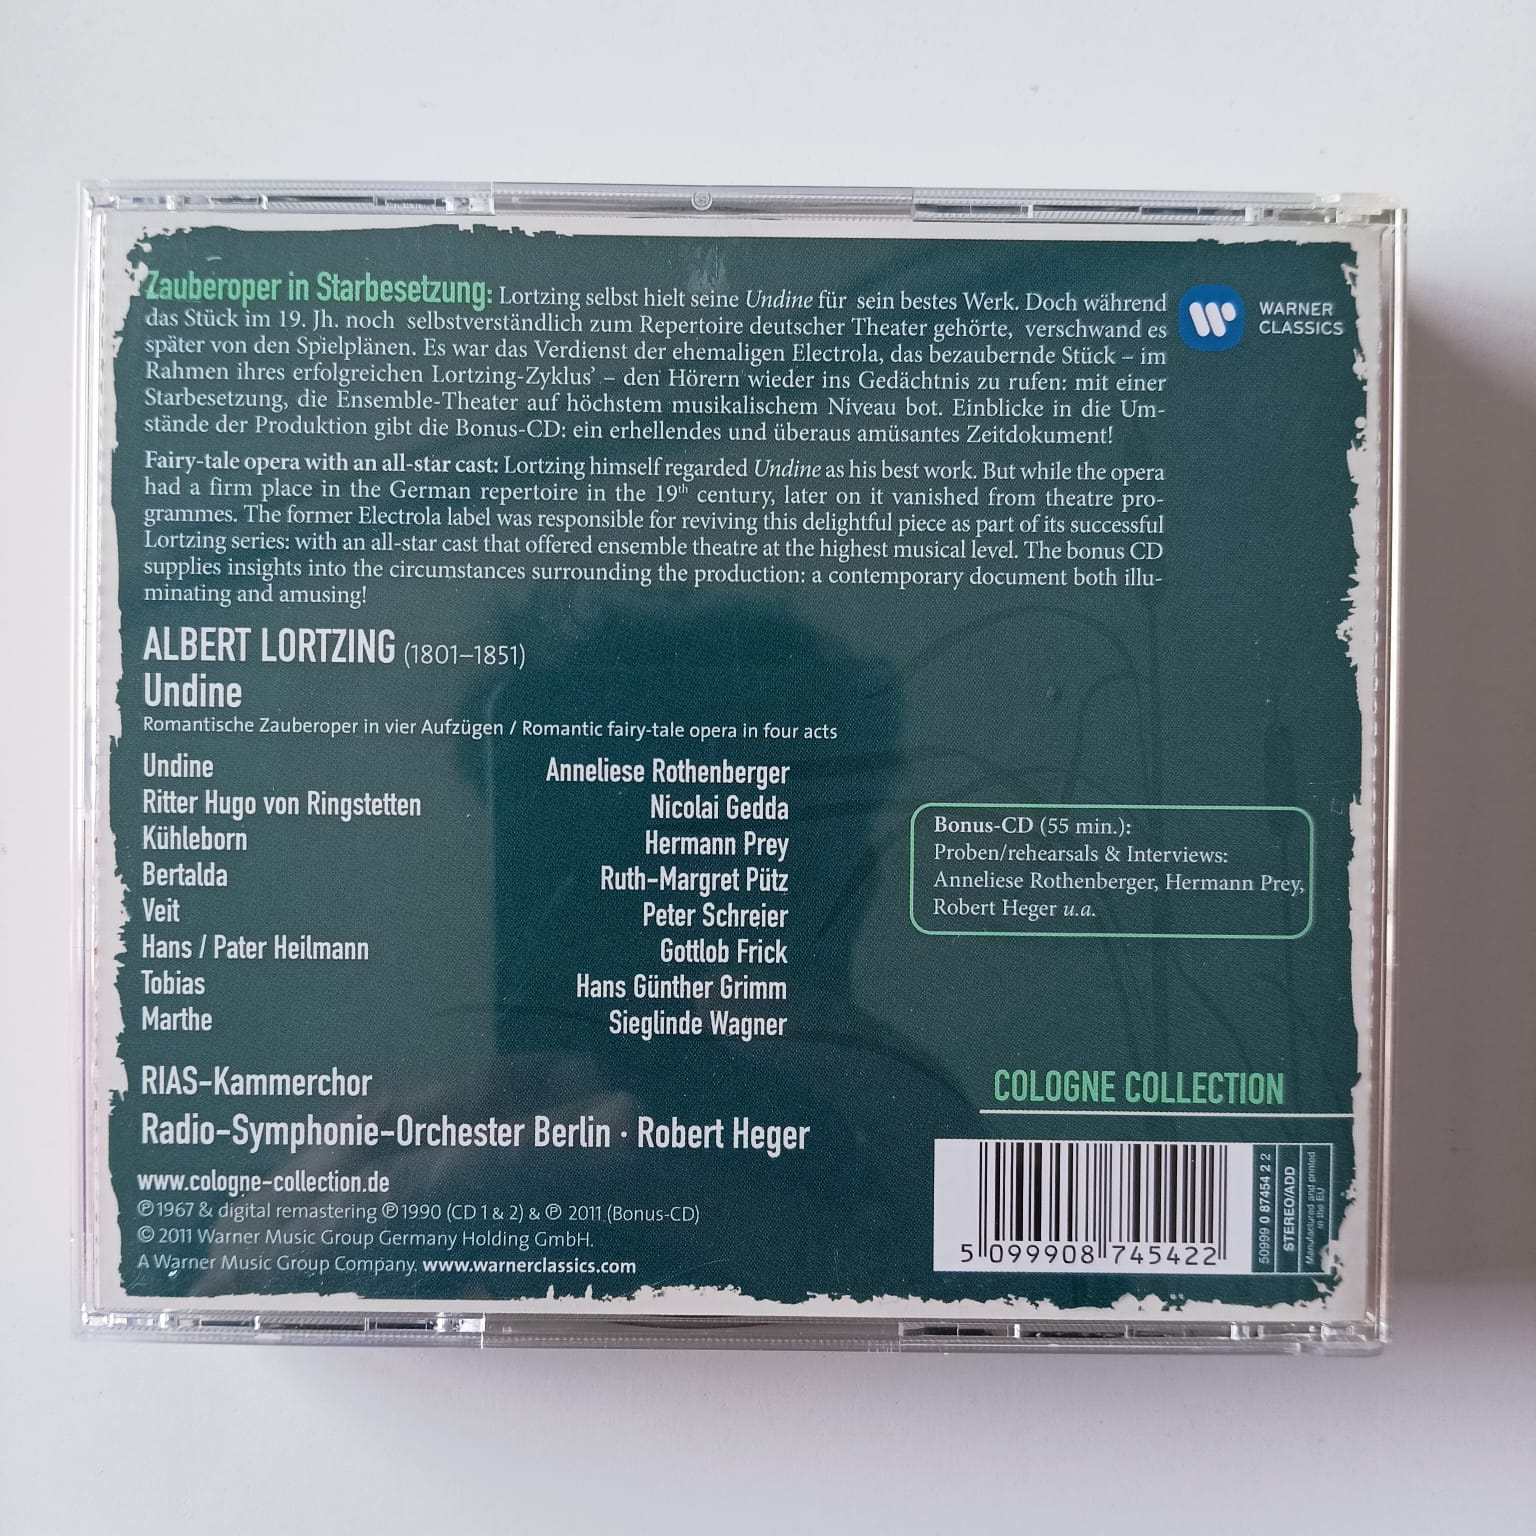 Zauberoper in Starbesetzung: Lortzing selbst hielt seine Undine für sein bestes Werk. Doch während
das Stück im 19. Jh. noch selbstverständlich zum Repertoire deutscher Theater gehörte, verschwand es
später von den Spielplänen. Es war das Verdienst der ehemaligen Electrola, das bezaubernde Stück – im
Rahmen ihres erfolgreichen Lortzing-Zyklus’ – den Hörern wieder ins Gedächtnis zu rufen: mit einer
Starbesetzung, die Ensemble-Theater auf höchstem musikalischem Niveau bot. Einblicke in die Um-
stände der Produktion gibt die Bonus-CD: ein erhellendes und überaus amüsantes Zeitdokument!
WARNER
CLASSICS
Fairy-tale opera with an all-star cast: Lortzing himself regarded Undine as his best work. But while the opera
had a firm place in the German repertoire in the 19th century, later on it vanished from theatre pro-
grammes. The former Electrola label was responsible for reviving this delightful piece as part of its successful
Lortzing series: with an all-star cast that offered ensemble theatre at the highest musical level. The bonus CD
supplies insights into the circumstances surrounding the production: a contemporary document both illu-
minating and amusing!
ALBERT LORTZING (1801–1851)
Undine
Romantische Zauberoper in vier Aufzügen / Romantic fairy-tale opera in four acts
Undine Anneliese Rothenberger
Ritter Hugo von Ringstetten Nicolai Gedda
Kühleborn Hermann Prey
Bertalda Ruth-Margret Pütz
Veit Peter Schreier
Hans / Pater Heilmann Gottlob Frick
Tobias Hans Günther Grimm
Marthe Sieglinde Wagner
Bonus-CD (55 min.):
Proben/rehearsals & Interviews:
Anneliese Rothenberger, Hermann Prey,
Robert Heger u.a.
RIAS-Kammerchor
Radio-Symphonie-Orchester Berlin · Robert Heger
COLOGNE COLLECTION
www.cologne-collection.de
℗1967 & digital remastering ℗1990 (CD 1 & 2) & ℗ 2011 (Bonus-CD)
© 2011 Warner Music Group Germany Holding GmbH.
A Warner Music Group Company. www.warnerclassics.com
5 099908 745422
50999 0 87454 2 2
STEREO/ADD
Manufactured and printed
in the EU